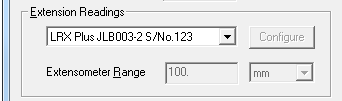 Extension Readings
LRX Plus JLB003-2 S/No.123 Configure
Extensometer Range 100. mm